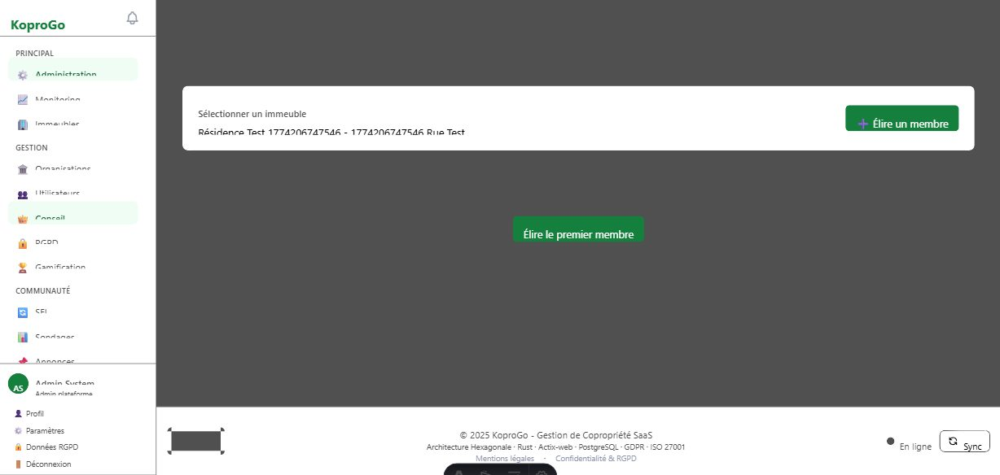 KoproGo
PRINCIPAL
Administration
Monitoring
Immeubles
GESTION
Organisations
Utilisateurs
Conseil
RGPD
Gamification
COMMUNAUTÉ
SEL
Sondages
Annonces
AS
Admin System
Admin plateforme
Profil
Paramètres
Données RGPD
Déconnexion
Sélectionner un immeuble
Résidence Test 1774206747546 - 1774206747546 Rue Test
Élire un membre
Élire le premier membre
© 2025 KoproGo - Gestion de Copropriété SaaS
Architecture Hexagonale · Rust · Actix-web · PostgreSQL · GDPR · ISO 27001
Mentions légales · Confidentialité & RGPD
En ligne
Sync